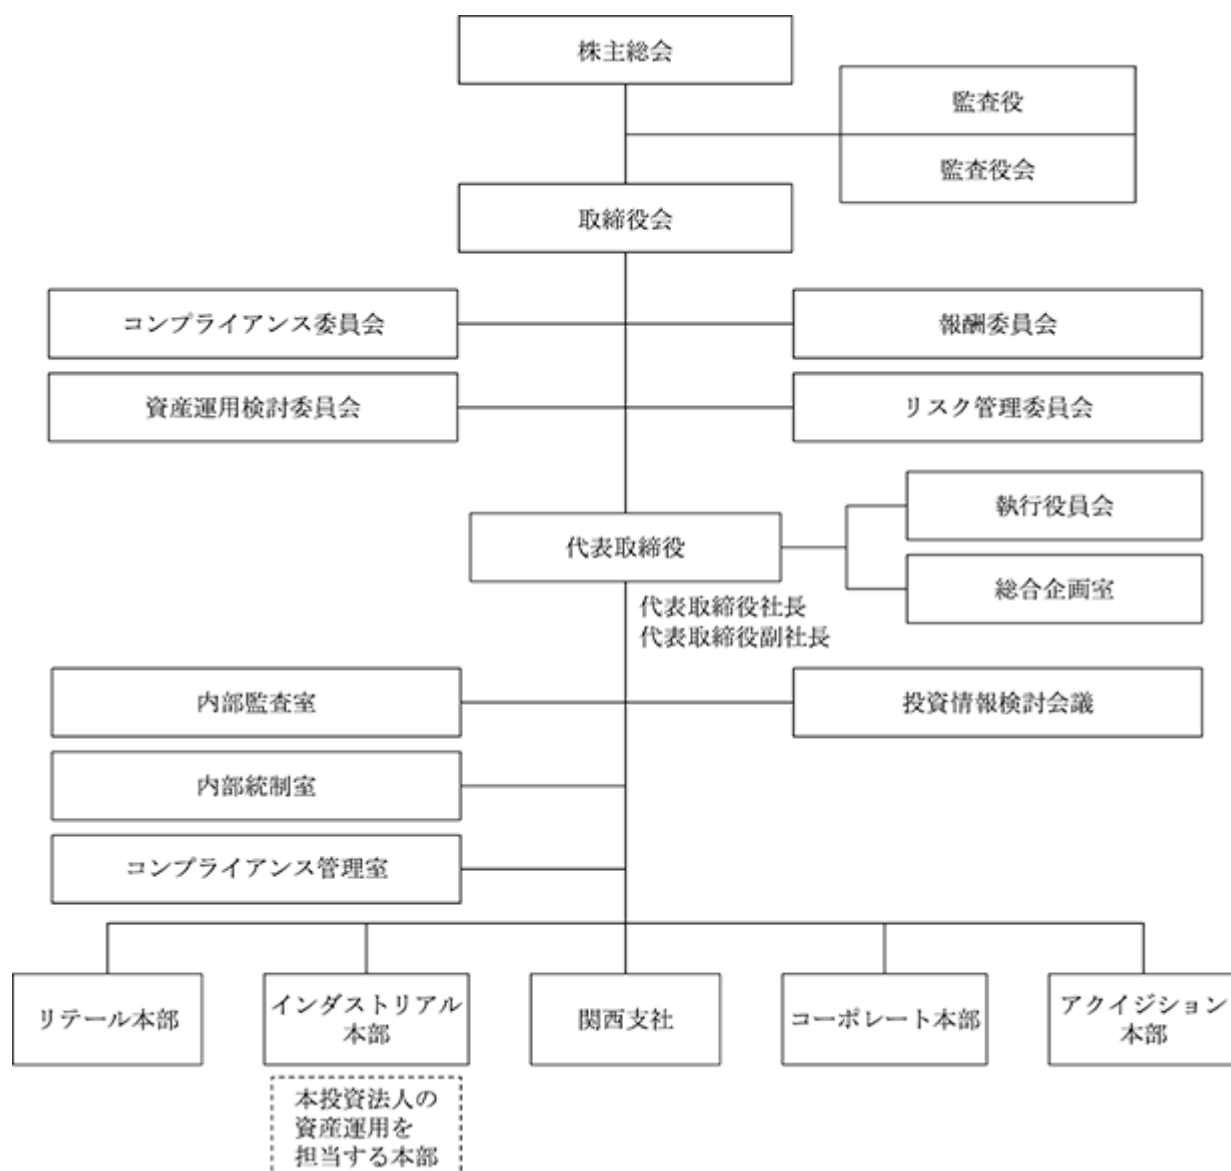 株主総会
監査役
監査役会
取締役会
コンプライアンス委員会
報酬委員会
資産運用検討委員会
リスク管理委員会
執行役員会
代表取締役
総合企画室
代表取締役社長
代表取締役副社長
内部監査室
投資情報検討会議
内部統制室
コンプライアンス管理室
リテール本部
インダストリアル
本部
関西支社
コーポレート本部
アクイジション
本部
本投資法人の
資産運用を
担当する本部